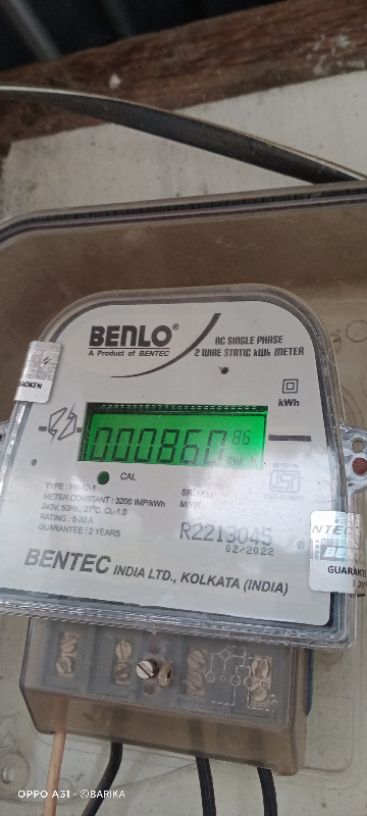 BENLO®
A Product of BENTEC
AC SINGLE PHASE
2 WIRE STATIC kWh METER
kWh
000860 86
CAL
METER CONSTANT : 3200 IMP/kWh
240V, 50Hz, 27°C, CL-1.0
RATING : 5-30 A
GUARANTEE : 2 YEARS
R2213045
02/2022
BENTEC INDIA LTD., KOLKATA (INDIA)
OPPO A31 · ©BARIKA